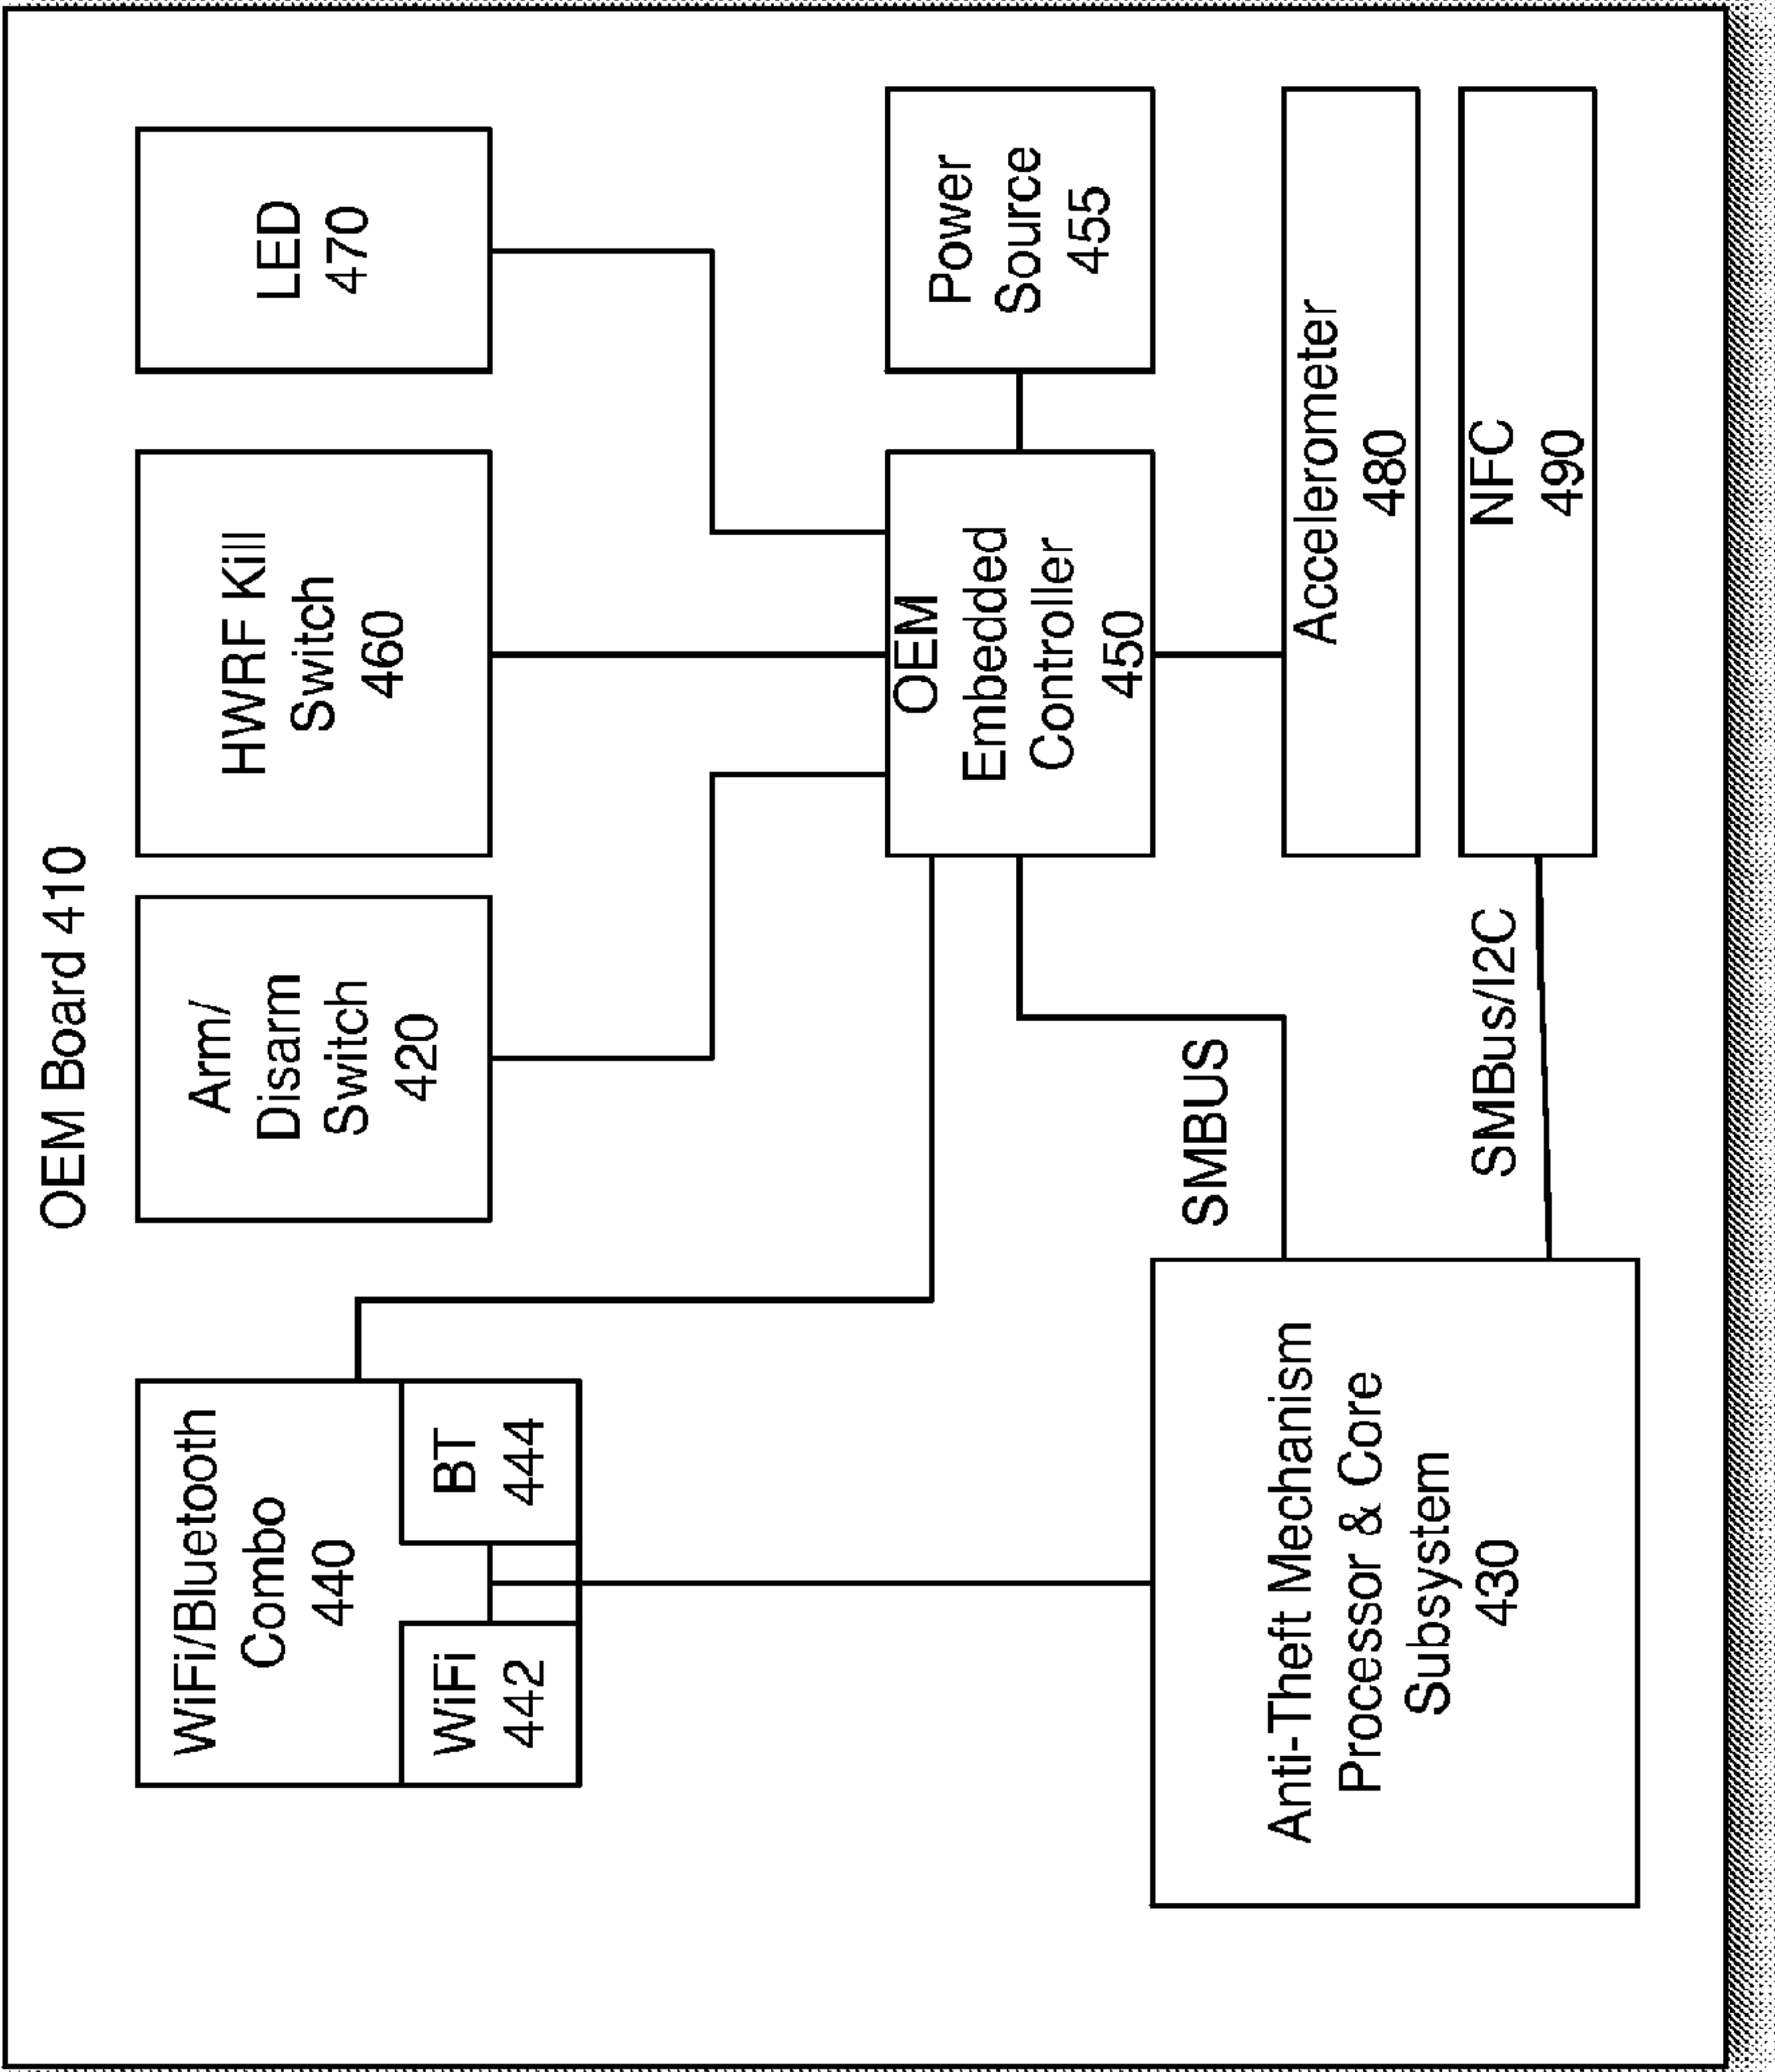 OEM Board 410
WiFi/Bluetooth
Combo
440
WiFi
442
BT
444
Arm/
Disarm
Switch
420
HWRF Kill
Switch
460
LED
470
OEM
Embedded
Controller
450
Power
Source
455
SMBUS
Anti-Theft Mechanism
Processor & Core
Subsystem
430
Accelerometer
480
SMBus/I2C
NFC
490